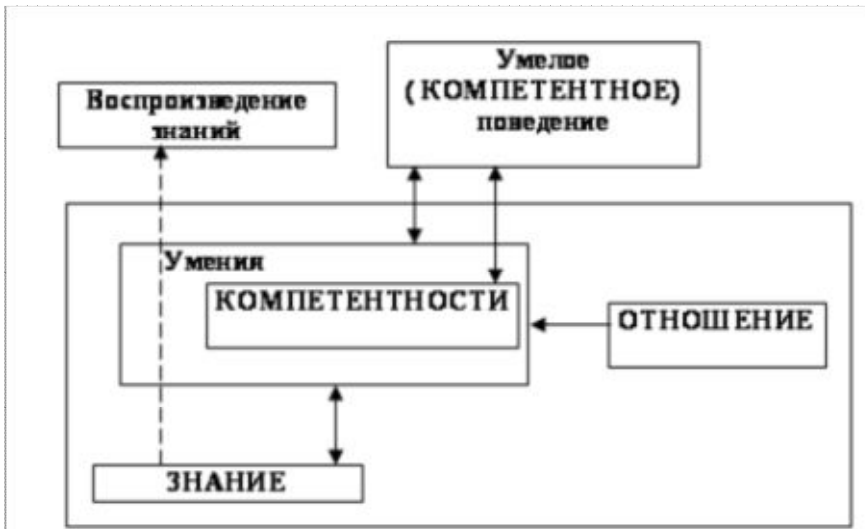 Умелое
(КОМПЕТЕНТНОЕ)
поведение
Воспроизведение
знаний
Умения
КОМПЕТЕНТНОСТИ
ОТНОШЕНИЕ
ЗНАНИЕ